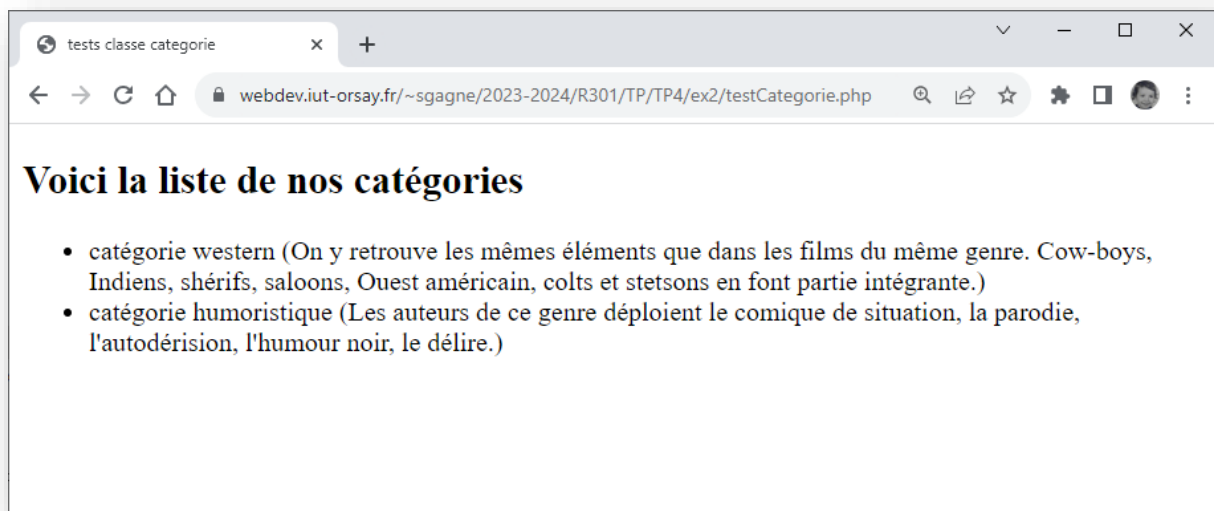 tests classe categorie
webdev.iut-orsay.fr/~sgagne/2023-2024/R301/TP/TP4/ex2/testCategorie.php
Voici la liste de nos catégories
• catégorie western (On y retrouve les mêmes éléments que dans les films du même genre. Cow-boys,
Indiens, shérifs, saloons, Ouest américain, colts et stetsons en font partie intégrante.)
• catégorie humoristique (Les auteurs de ce genre déploient le comique de situation, la parodie,
l'autodérision, l'humour noir, le délire.)